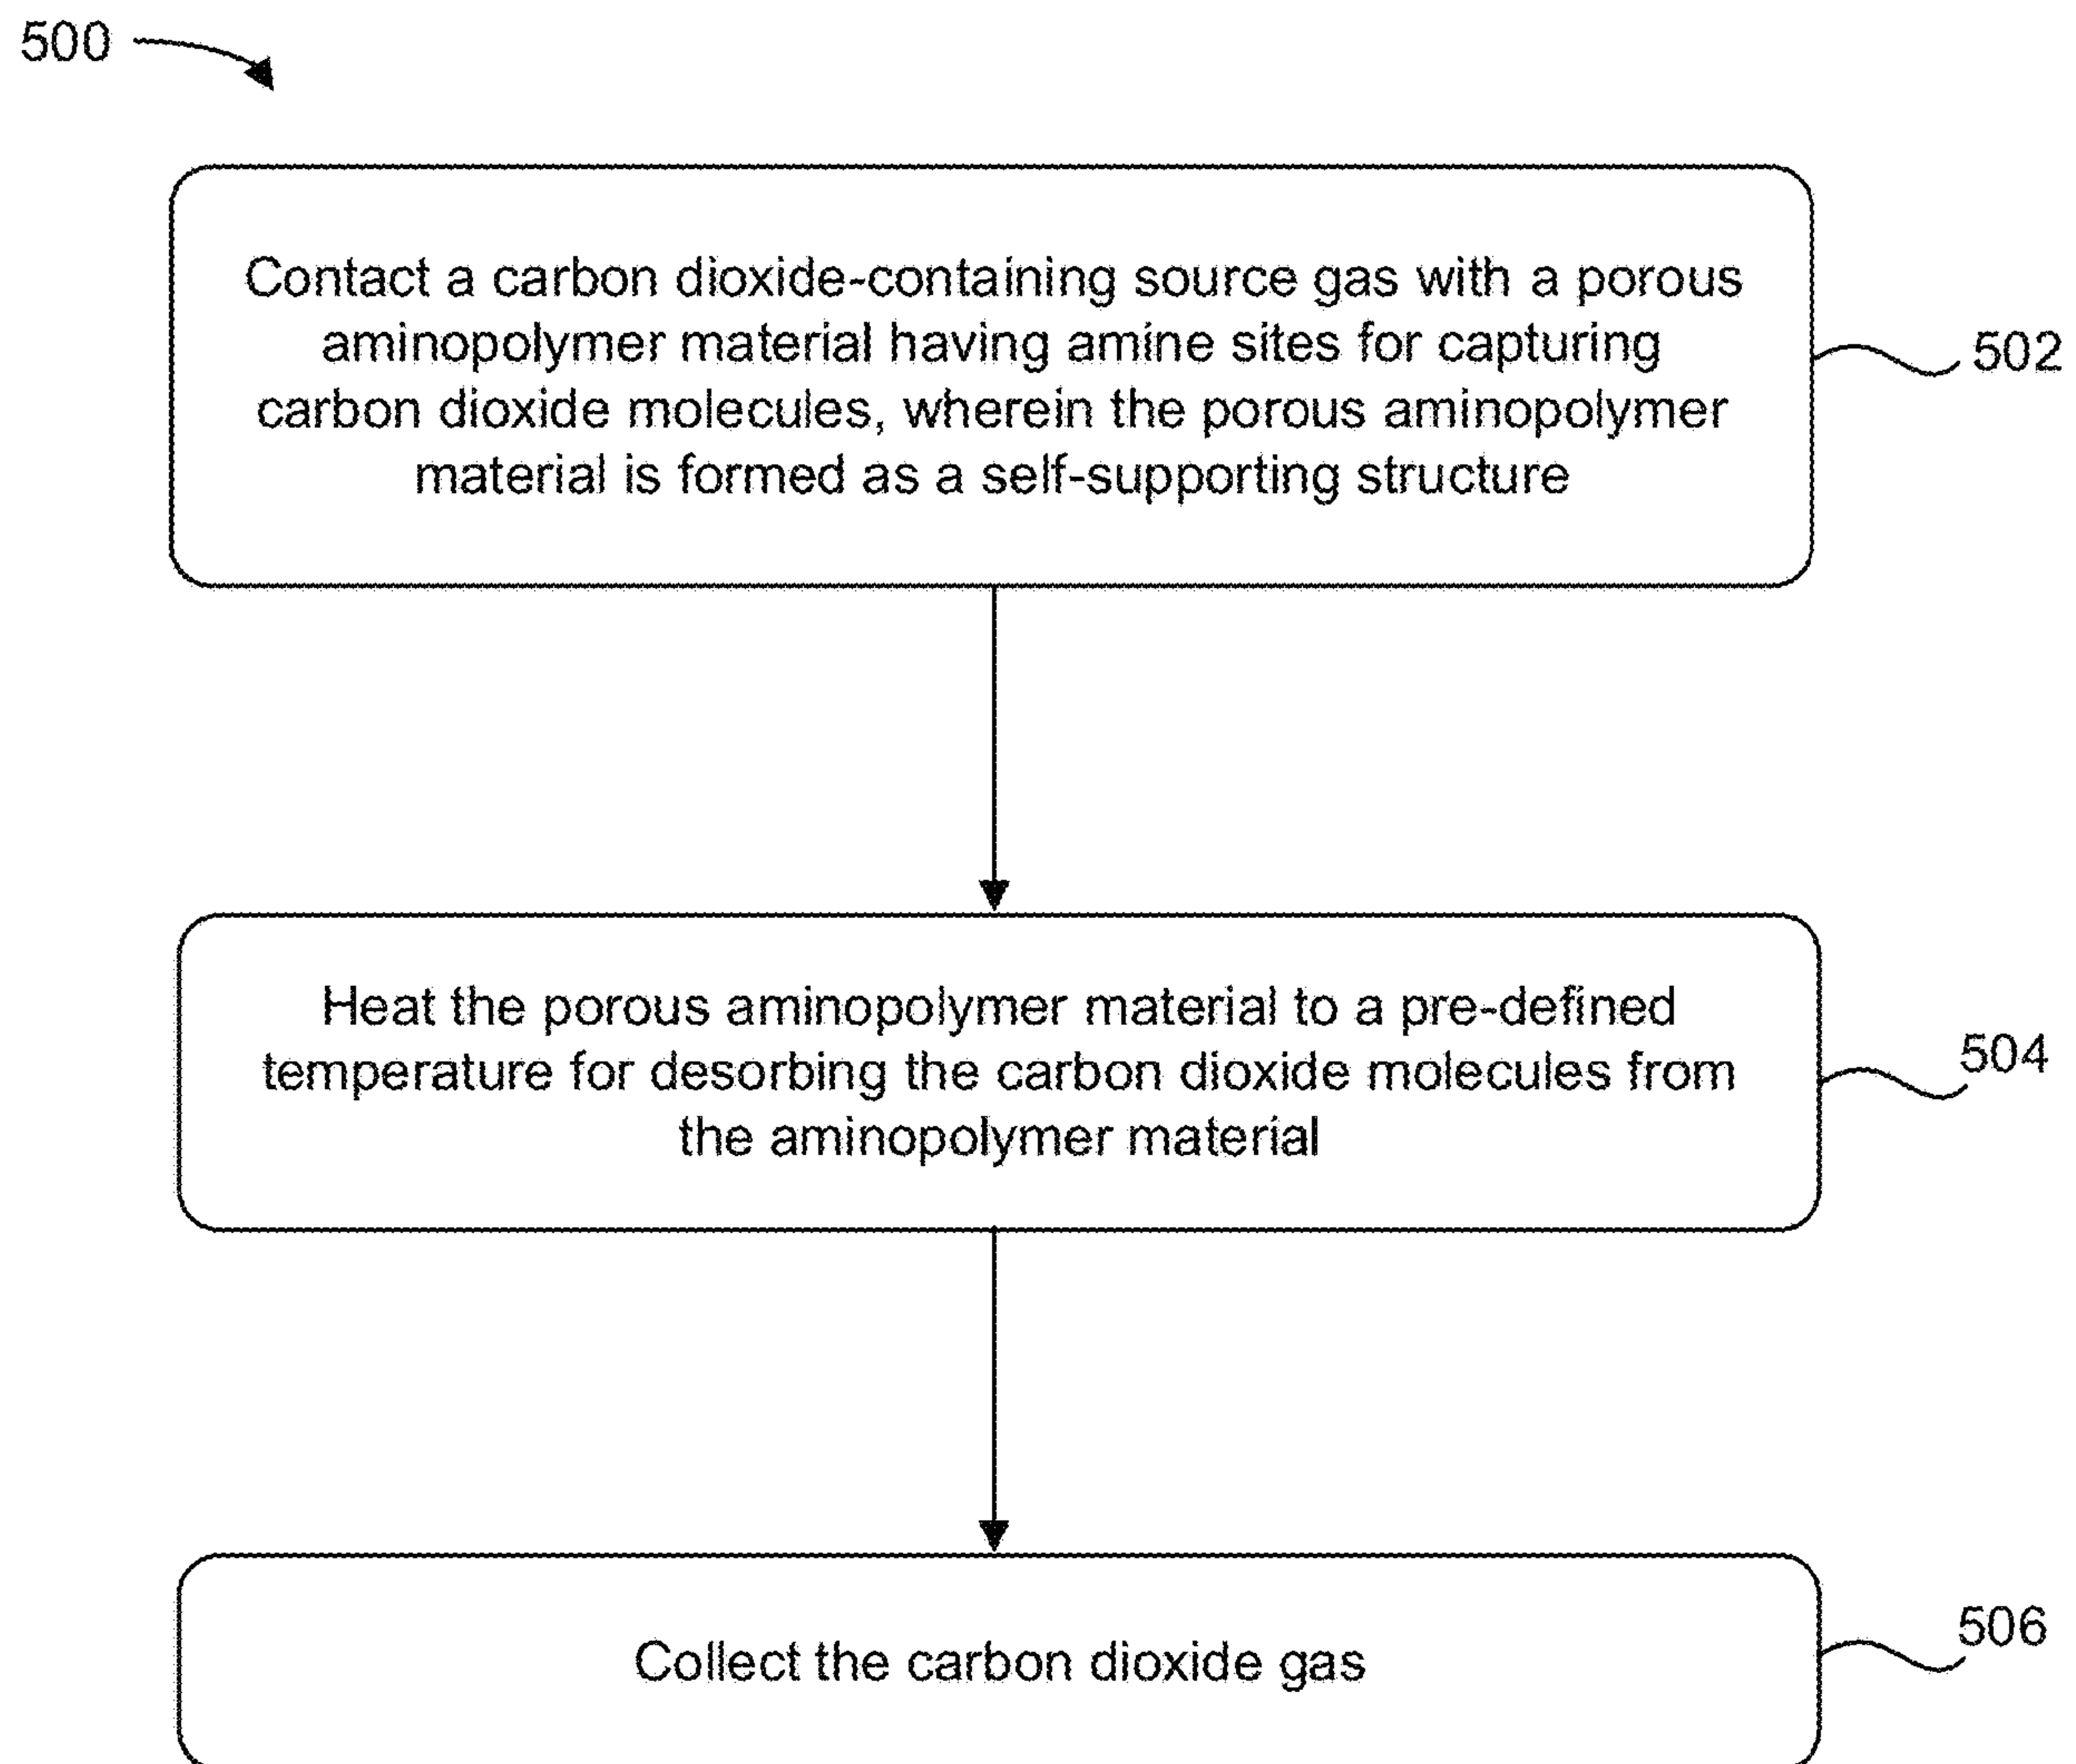 500
Contact a carbon dioxide-containing source gas with a porous
aminopolymer material having amine sites for capturing
carbon dioxide molecules, wherein the porous aminopolymer
material is formed as a self-supporting structure
502
Heat the porous aminopolymer material to a pre-defined
temperature for desorbing the carbon dioxide molecules from
the aminopolymer material
504
Collect the carbon dioxide gas
506